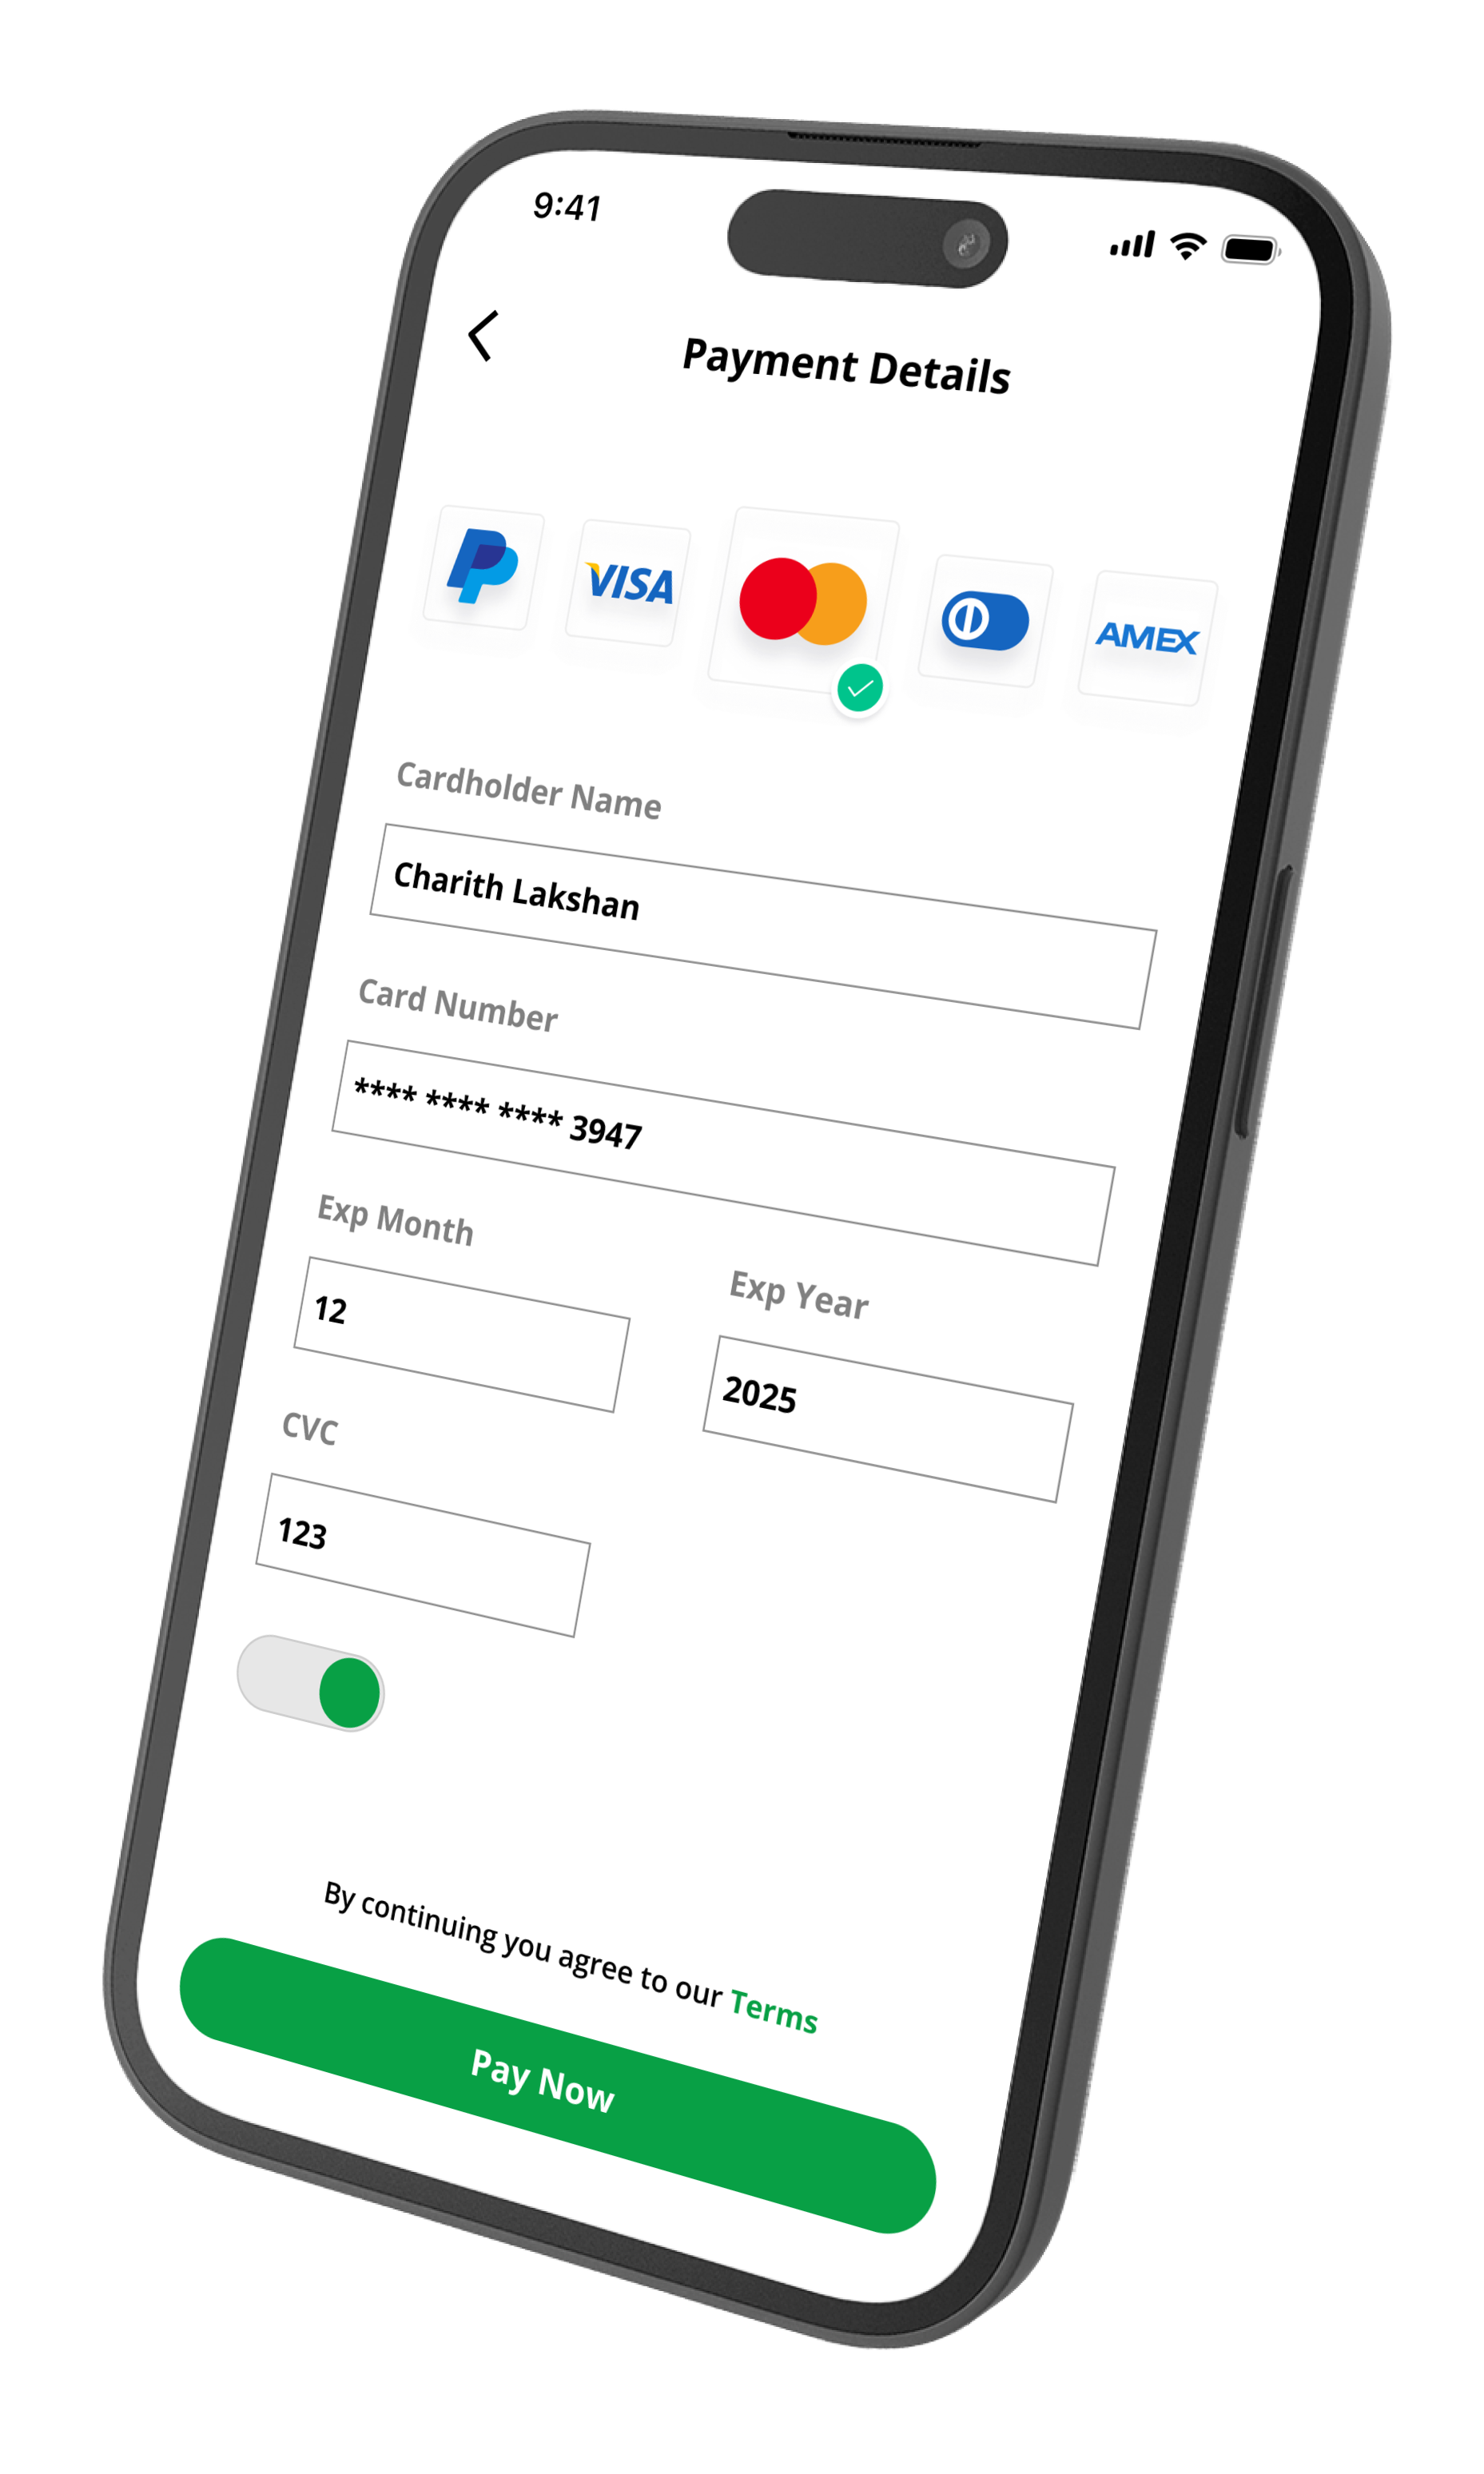 9:41
Payment Details
VISA
AMEX
Cardholder Name
Charith Lakshan
Card Number
**** **** **** 3947
Exp Month
Exp Year
12
2025
CVC
123
By continuing you agree to our Terms
Pay Now